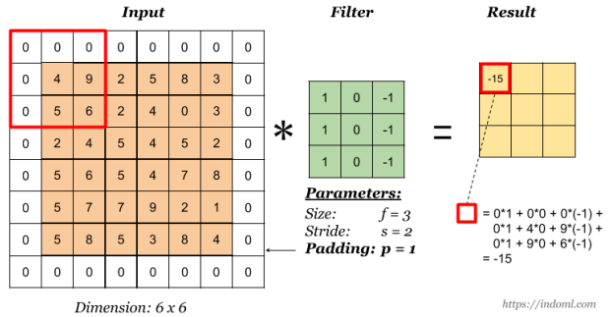 Input Filter Result
0 0 0 0 0 0 0 0
0 4 9 2 5 8 3 0
0 5 6 2 4 0 3 0
0 2 4 5 4 5 2 0
0 5 6 5 4 7 8 0
0 5 7 7 9 2 1 0
0 5 8 5 3 8 4 0
0 0 0 0 0 0 0 0
Dimension: 6 x 6
*
1 0 -1
1 0 -1
1 0 -1
Parameters:
Size: f = 3
Stride: s = 2
Padding: p = 1
=
-15
= 0*1 + 0*0 + 0*(-1) +
0*1 + 4*0 + 9*(-1) +
0*1 + 9*0 + 6*(-1)
= -15
https://indoml.com